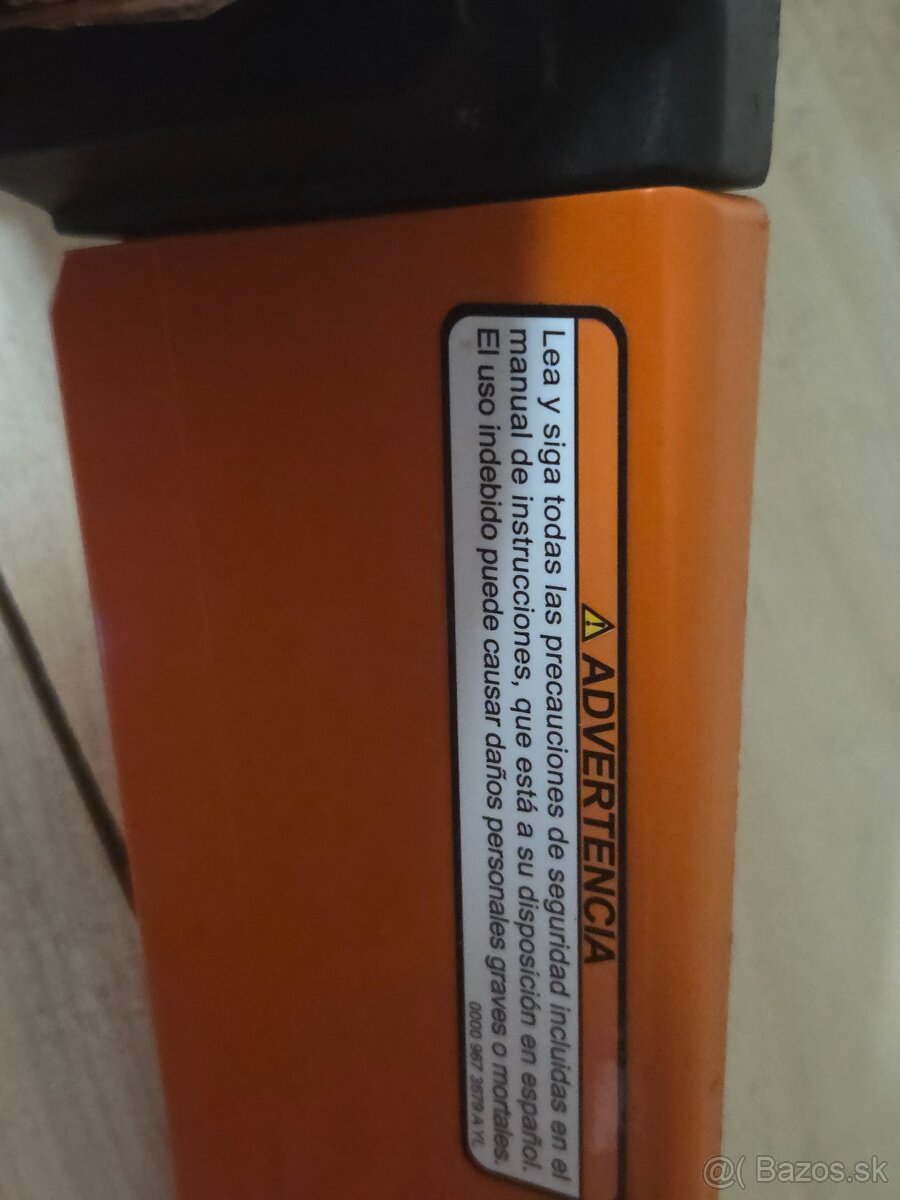 ADVERTENCIA
Lea y siga todas las precauciones de seguridad incluidas en el
manual de instrucciones, que está a su disposición en español.
El uso indebido puede causar daños personales graves o mortales.
0000 967 3579 A YL
@( Bazos.sk